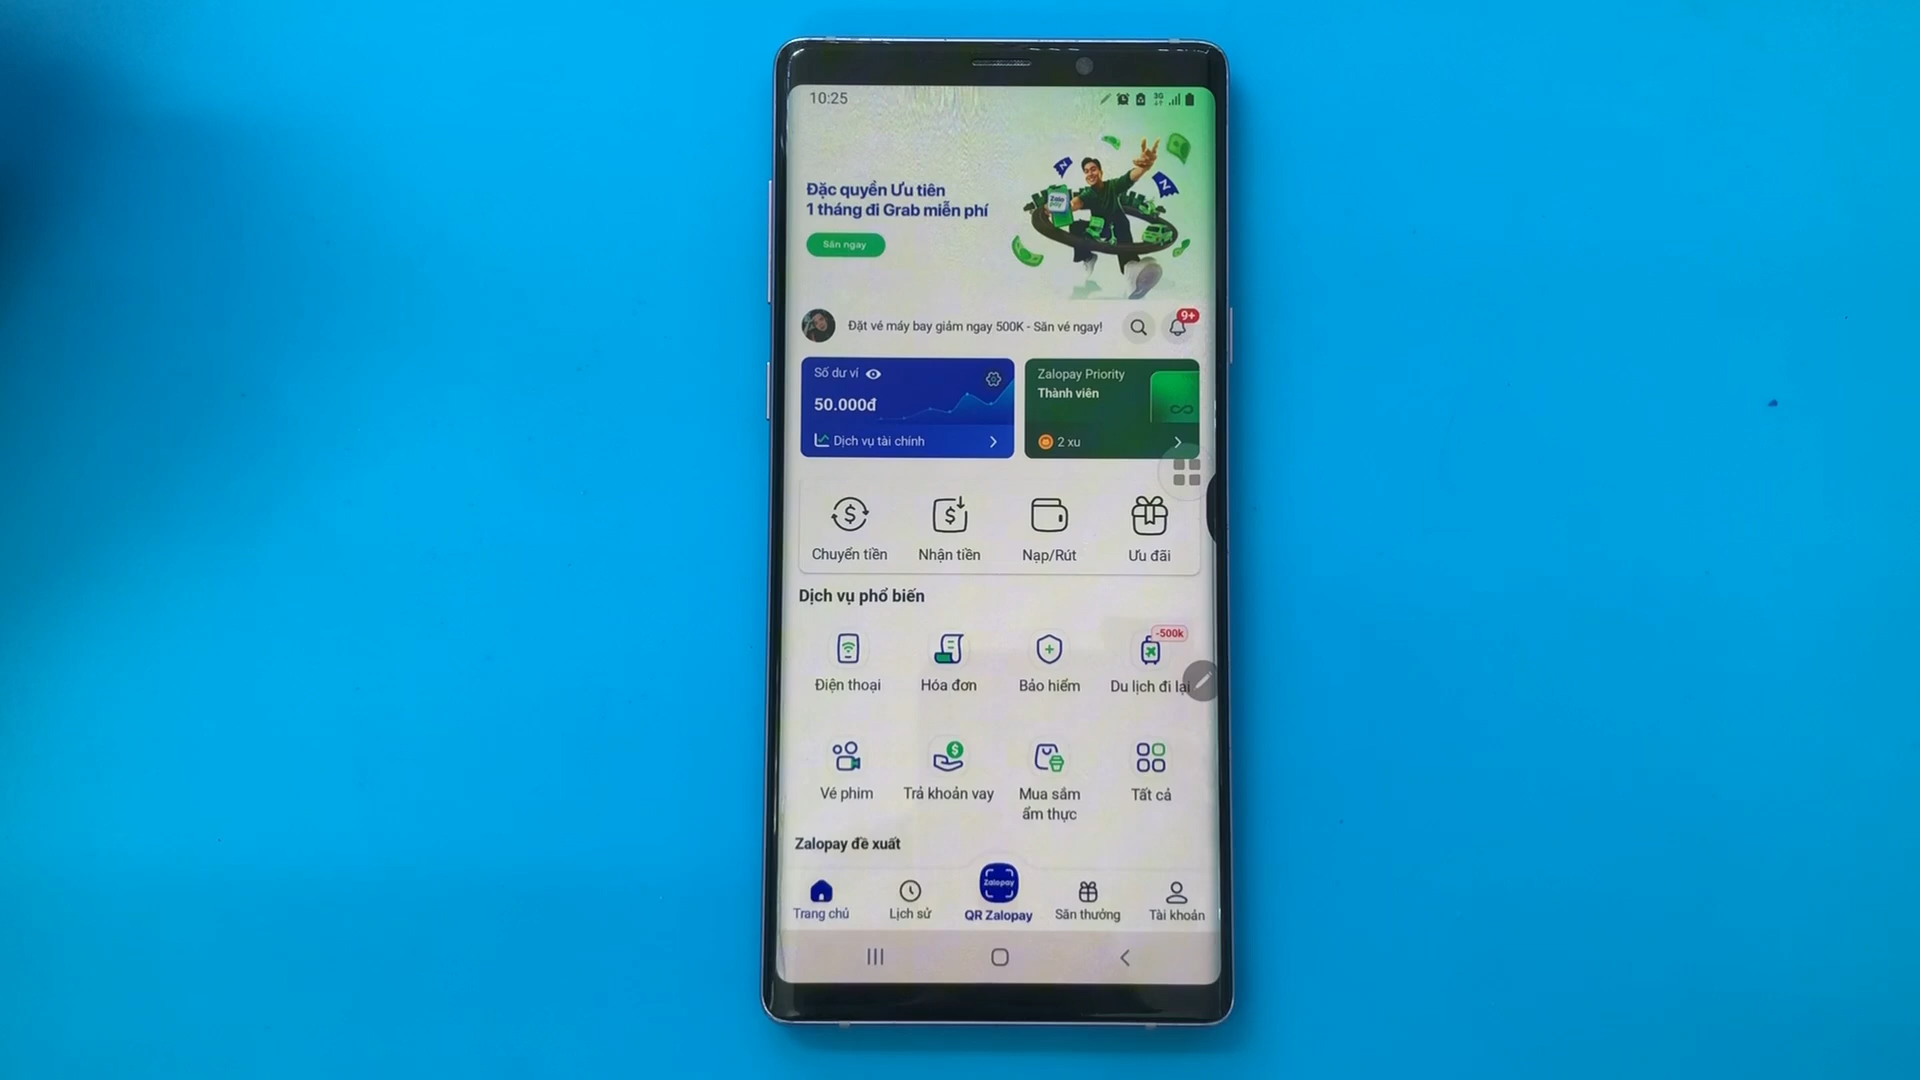 10:25
3G
Đặc quyền Ưu tiên
1 tháng đi Grab miễn phí
Săn ngay
Zalo
pay
Đặt vé máy bay giảm ngay 500K - Săn vé ngay!
9+
Số dư ví
50.000đ
Dịch vụ tài chính
Zalopay Priority
Thành viên
2 xu
Chuyển tiền
Nhận tiền
Nạp/Rút
Ưu đãi
Dịch vụ phổ biến
-500k
Điện thoại
Hóa đơn
Bảo hiểm
Du lịch đi lại
Vé phim
Trả khoản vay
Mua sắm
ẩm thực
Tất cả
Zalopay đề xuất
Zalopay
Trang chủ
Lịch sử
QR Zalopay
Săn thưởng
Tài khoản